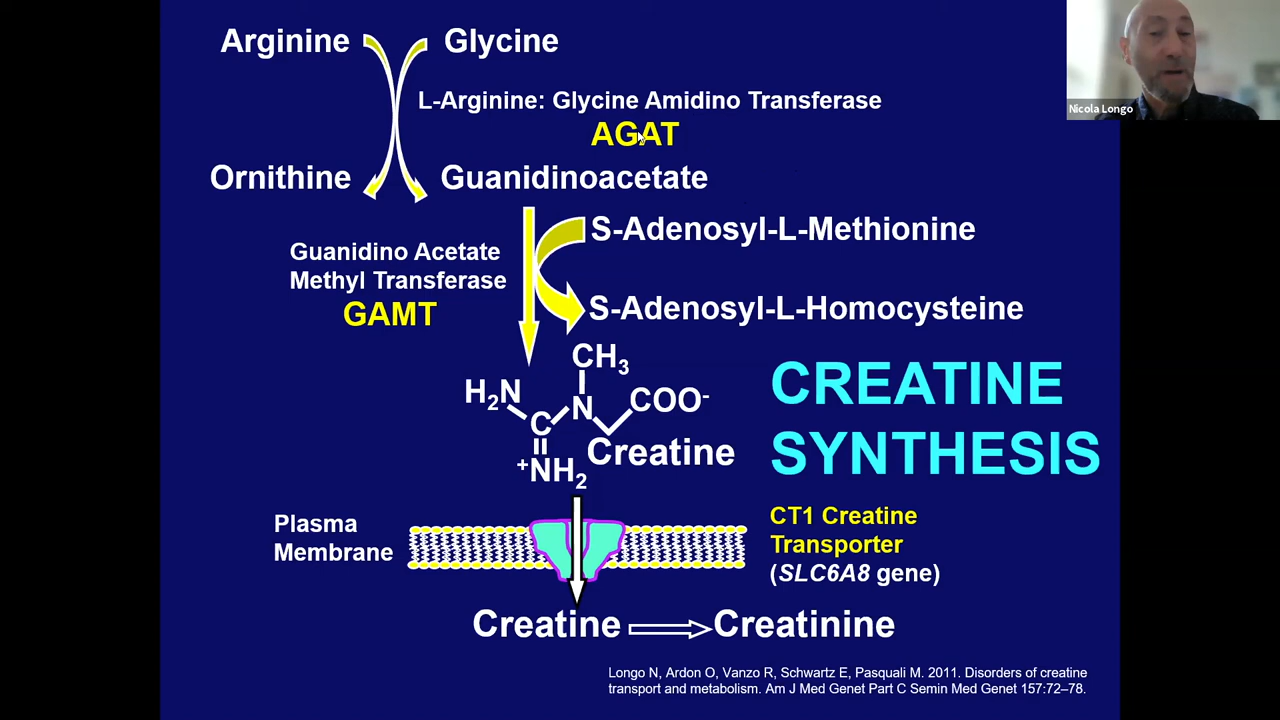 Arginine
Glycine
Nicola Longo
L-Arginine: Glycine Amidino Transferase
AGAT
Ornithine
Guanidinoacetate
S-Adenosyl-L-Methionine
Guanidino Acetate
Methyl Transferase
GAMT
S-Adenosyl-L-Homocysteine
CH3
H2N
N
COO-
C
+NH2
Creatine
CREATINE
SYNTHESIS
Plasma
Membrane
CT1 Creatine
Transporter
(SLC6A8 gene)
Creatine
Creatinine
Longo N, Ardon O, Vanzo R, Schwartz E, Pasquali M. 2011. Disorders of creatine
transport and metabolism. Am J Med Genet Part C Semin Med Genet 157:72–78.